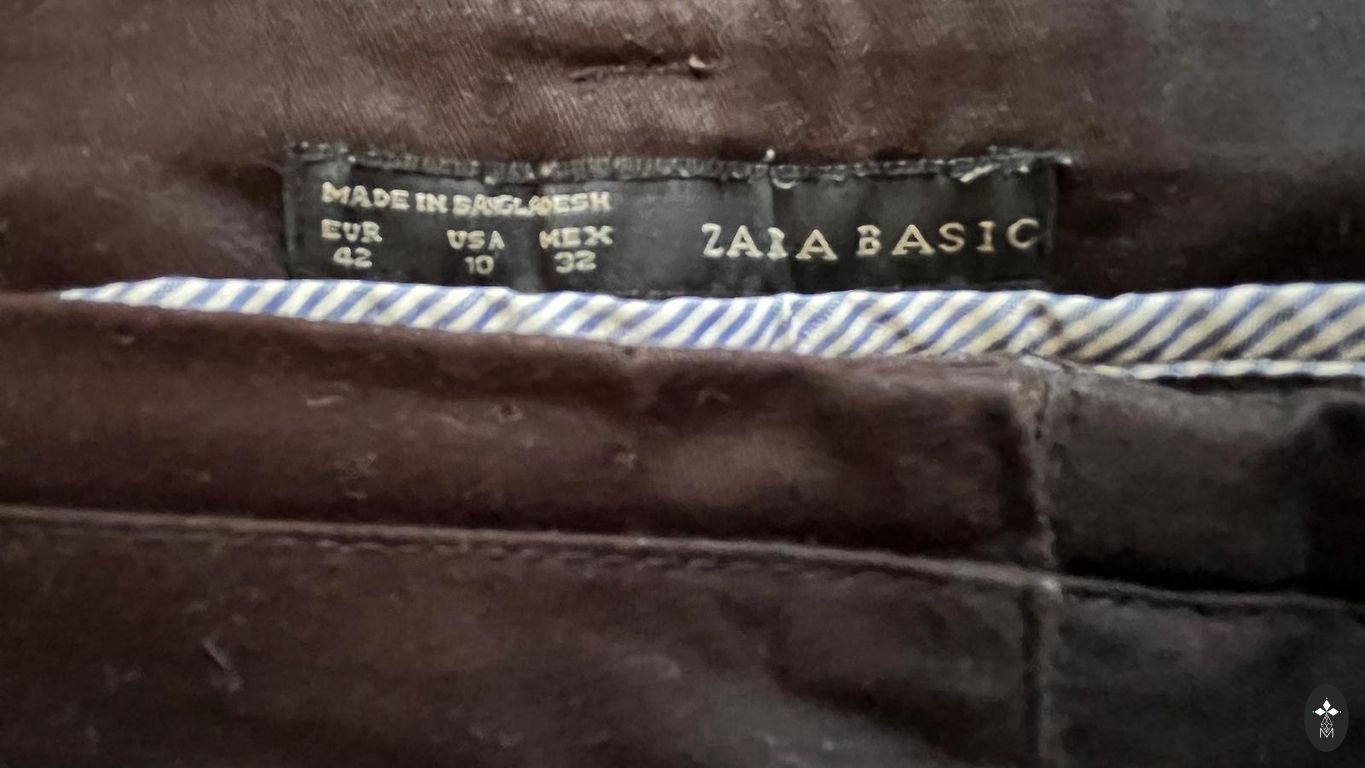 MADE IN BANGLADESH
EUR USA MEX
42 10 32
ZARA BASIC
M